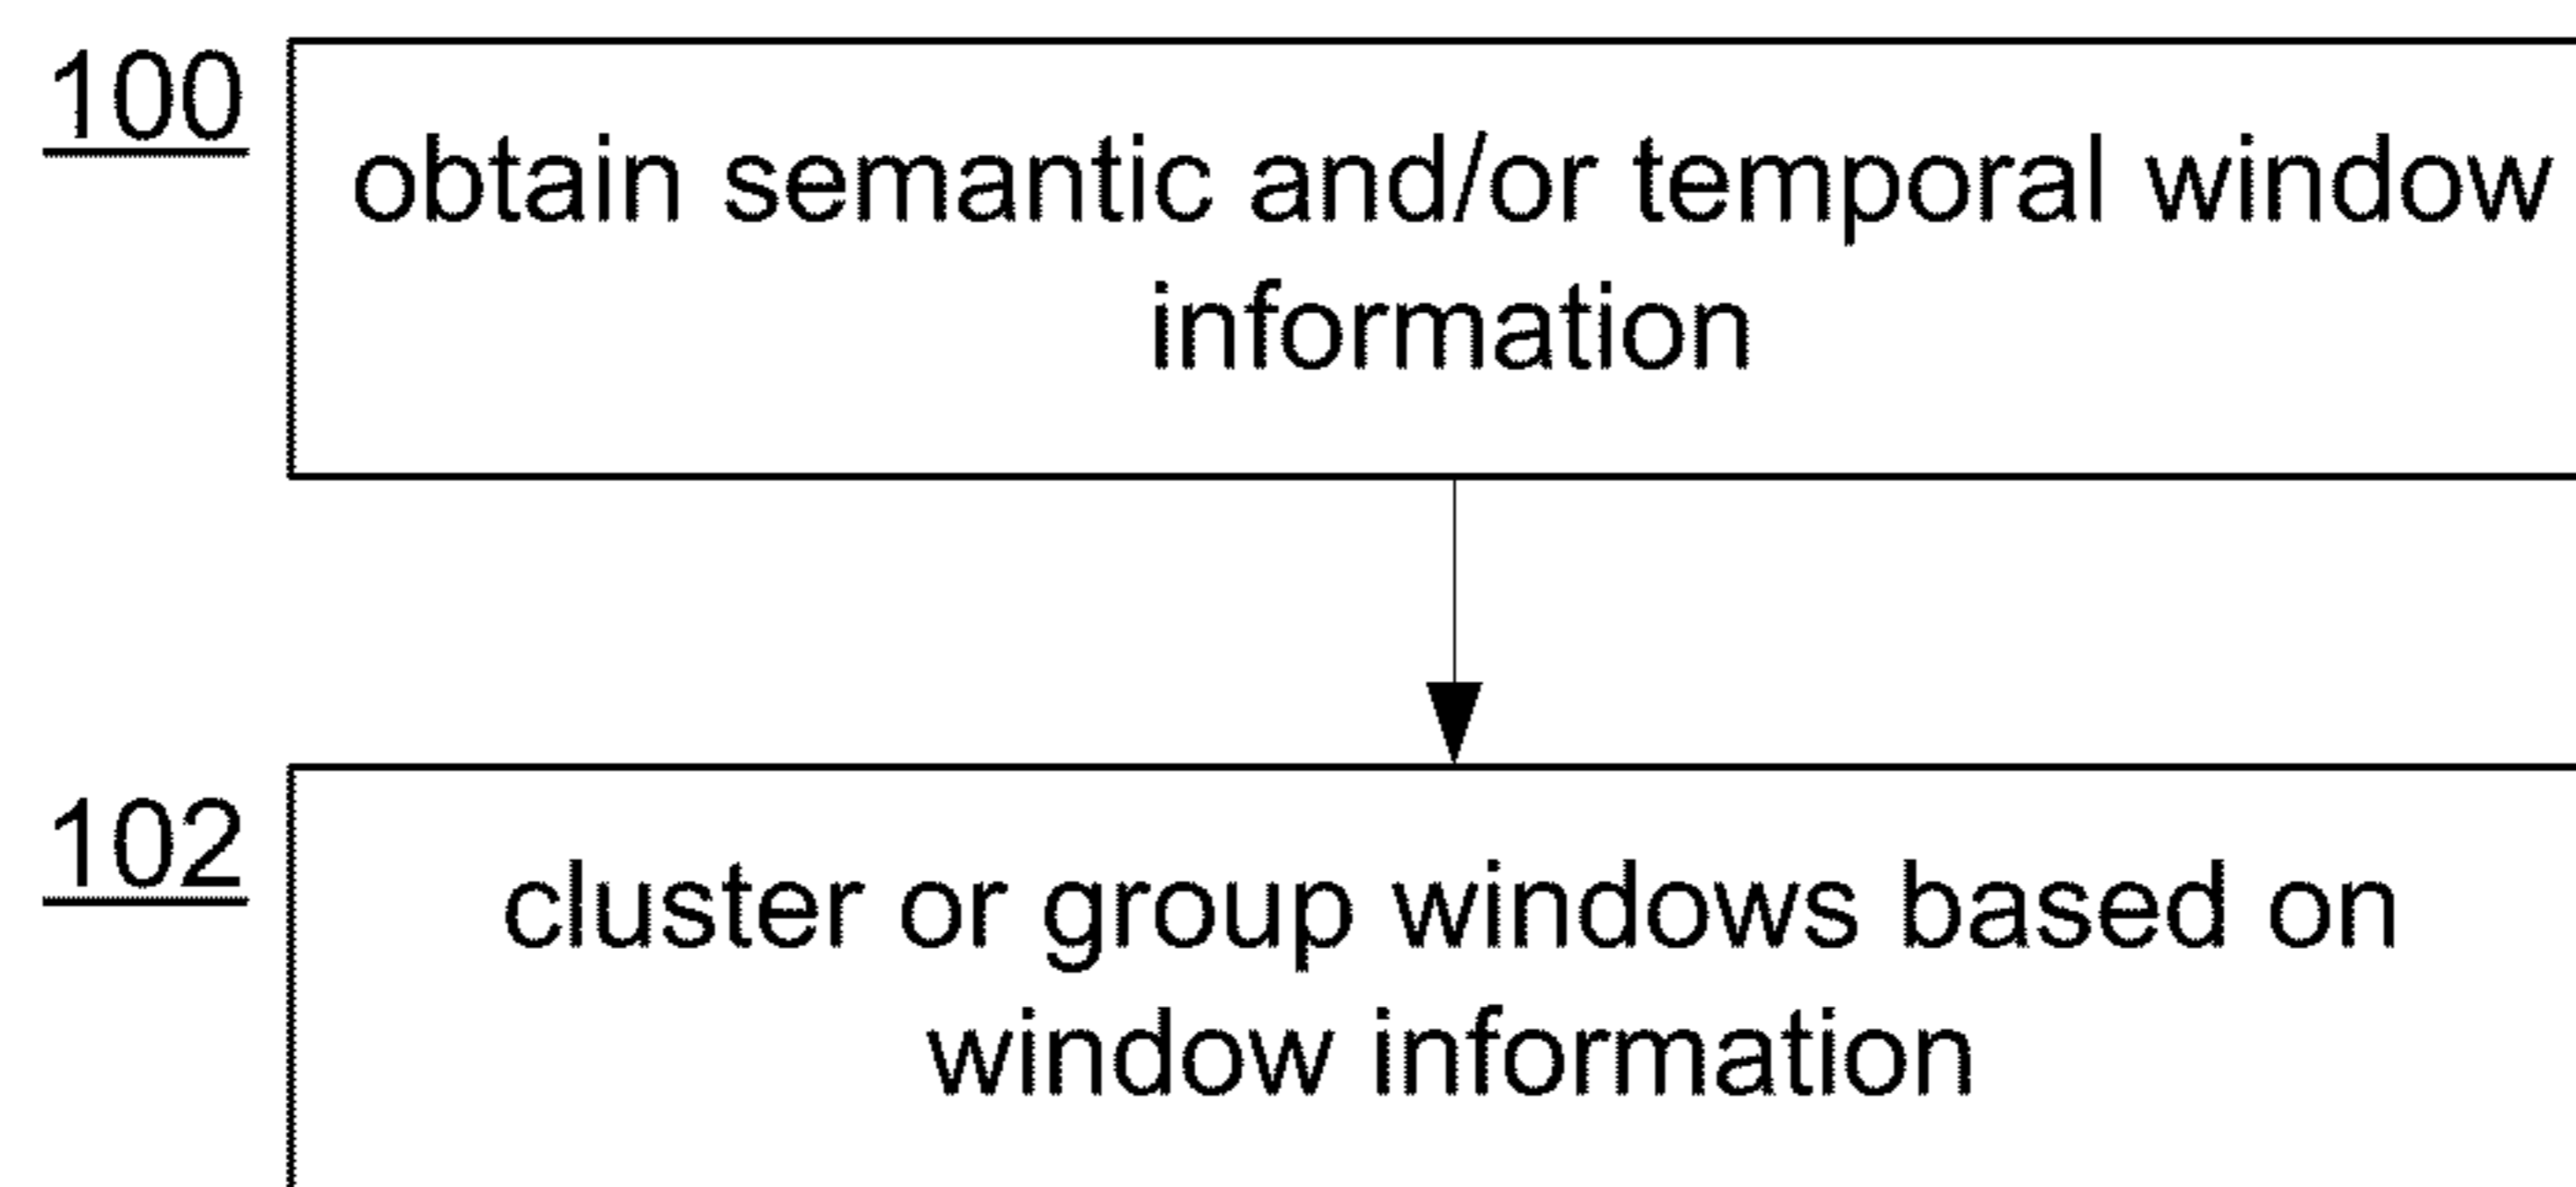 100
obtain semantic and/or temporal window
information
102
cluster or group windows based on
window information